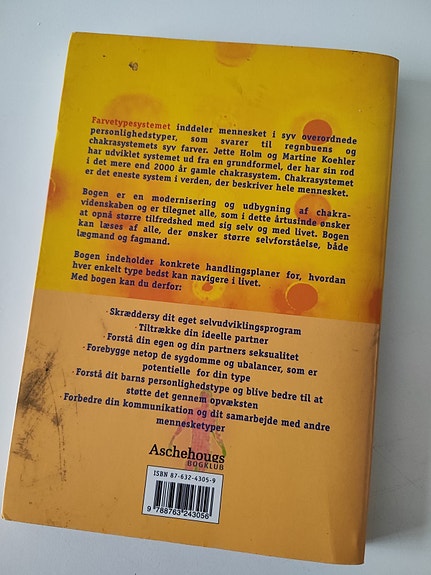 Farvetypesystemet inddeler mennesket i syv overordnede
personlighedstyper, som svarer til regnbuens og
chakrasystemets syv farver. Jette Holm og Martine Koehler
har udviklet systemet ud fra en grundformel, der har sin rod
i det mere end 2000 år gamle chakrasystem. Chakrasystemet
er det eneste system i verden, der beskriver hele mennesket.
Bogen er en modernisering og udbygning af chakra-
videnskaben og er tilegnet alle, som i dette årtusinde ønsker
at opnå større tilfredshed med sig selv og med livet. Bogen
kan læses af alle, der ønsker større selvforståelse, både
lægmand og fagmand.
Bogen indeholder konkrete handlingsplaner for, hvordan
hver enkelt type bedst kan navigere i livet.
Med bogen kan du derfor:
· Skræddersy dit eget selvudviklingsprogram
· Tiltrække din ideelle partner
· Forstå din egen og din partners seksualitet
· Forebygge netop de sygdomme og ubalancer, som er
potentielle for din type
· Forstå dit barns personlighedstype og blive bedre til at
støtte det gennem opvæksten
· Forbedre din kommunikation og dit samarbejde med andre
mennesketyper
Aschehougs
BOGKLUB
ISBN 87-632-4305-9
9 788763 243056